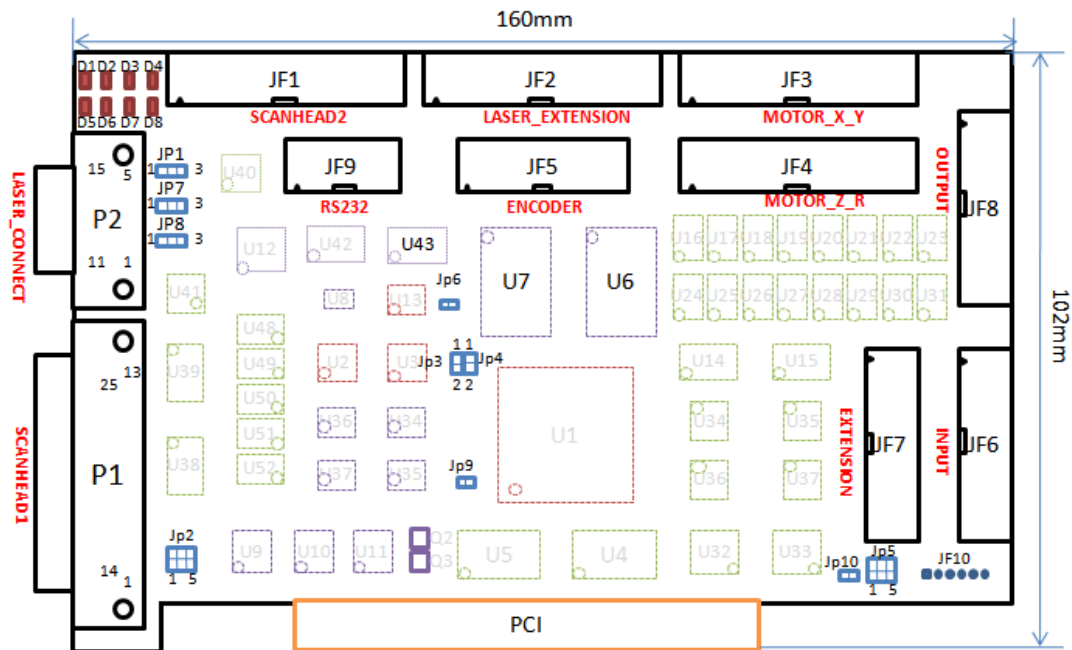 160mm
D1 D2 D3 D4
JF1
JF2
JF3
D5 D6 D7 D8
SCANHEAD2
LASER_EXTENSION
MOTOR_X_Y
15
5
JP1
1 3
U40
JF9
JF5
JF4
OUTPUT
JP7
1 3
RS232
ENCODER
MOTOR_Z_R
JF8
LASER_CONNECT
P2
JP8
1 3
U12
U42
U43
U16 U17 U18 U19 U20 U21 U22 U23
11 1
U41
U8
U13
Jp6
U7
U6
U24 U25 U26 U27 U28 U29 U30 U31
102mm
U48
1 1
U39
U49
U2
U3
Jp3
Jp4
2 2
U14
U15
25
13
U50
U51
U36
U34
U1
U34
U35
EXTENSION
JF7
INPUT
JF6
SCANHEAD1
P1
U38
U52
U37
U35
Jp9
U36
U37
Jp2
U9
U10
U11
Q2
Q3
U5
U4
U32
U33
Jp10
Jp5
JF10
14
1
1 5
1 5
PCI